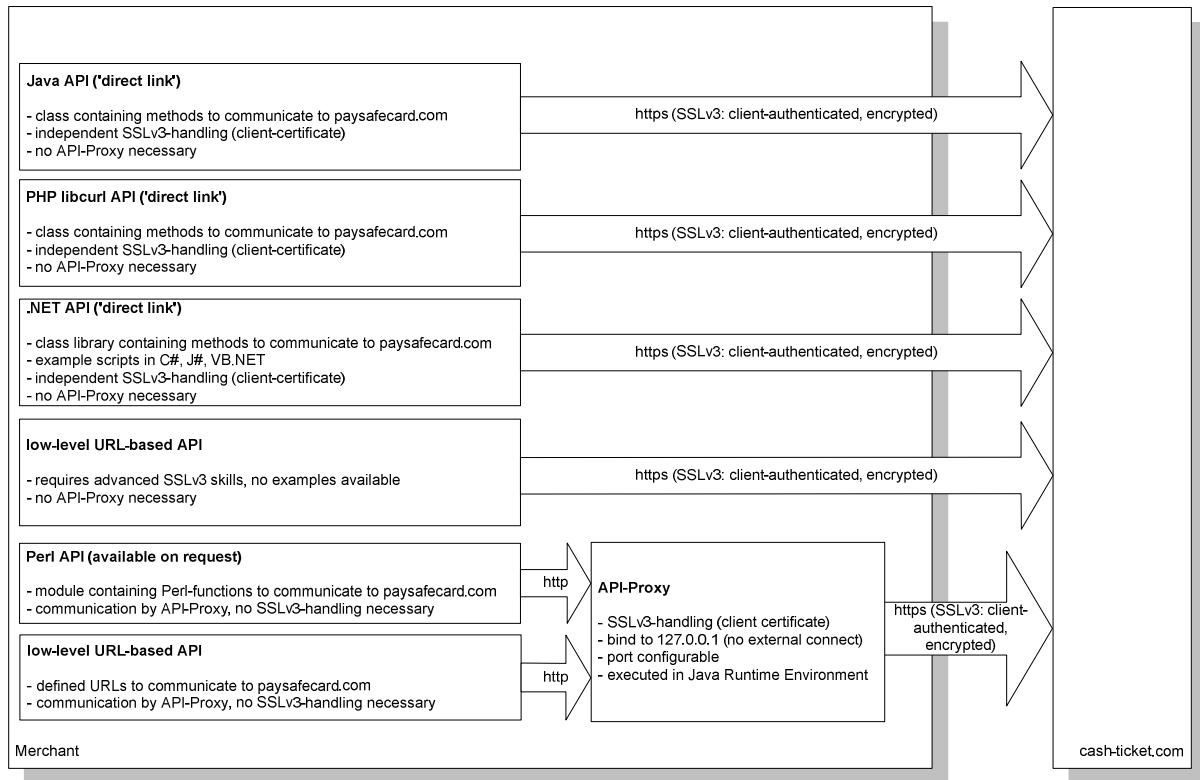 Java API ('direct link')
- class containing methods to communicate to paysafecard.com
- independent SSLv3-handling (client-certificate)
- no API-Proxy necessary
https (SSLv3: client-authenticated, encrypted)
PHP libcurl API ('direct link')
- class containing methods to communicate to paysafecard.com
- independent SSLv3-handling (client-certificate)
- no API-Proxy necessary
https (SSLv3: client-authenticated, encrypted)
.NET API ('direct link')
- class library containing methods to communicate to paysafecard.com
- example scripts in C#, J#, VB.NET
- independent SSLv3-handling (client-certificate)
- no API-Proxy necessary
https (SSLv3: client-authenticated, encrypted)
low-level URL-based API
- requires advanced SSLv3 skills, no examples available
- no API-Proxy necessary
https (SSLv3: client-authenticated, encrypted)
Perl API (available on request)
- module containing Perl-functions to communicate to paysafecard.com
- communication by API-Proxy, no SSLv3-handling necessary
http
low-level URL-based API
- defined URLs to communicate to paysafecard.com
- communication by API-Proxy, no SSLv3-handling necessary
http
API-Proxy
- SSLv3-handling (client certificate)
- bind to 127.0.0.1 (no external connect)
- port configurable
- executed in Java Runtime Environment
https (SSLv3: client-
authenticated,
encrypted)
Merchant
cash-ticket.com